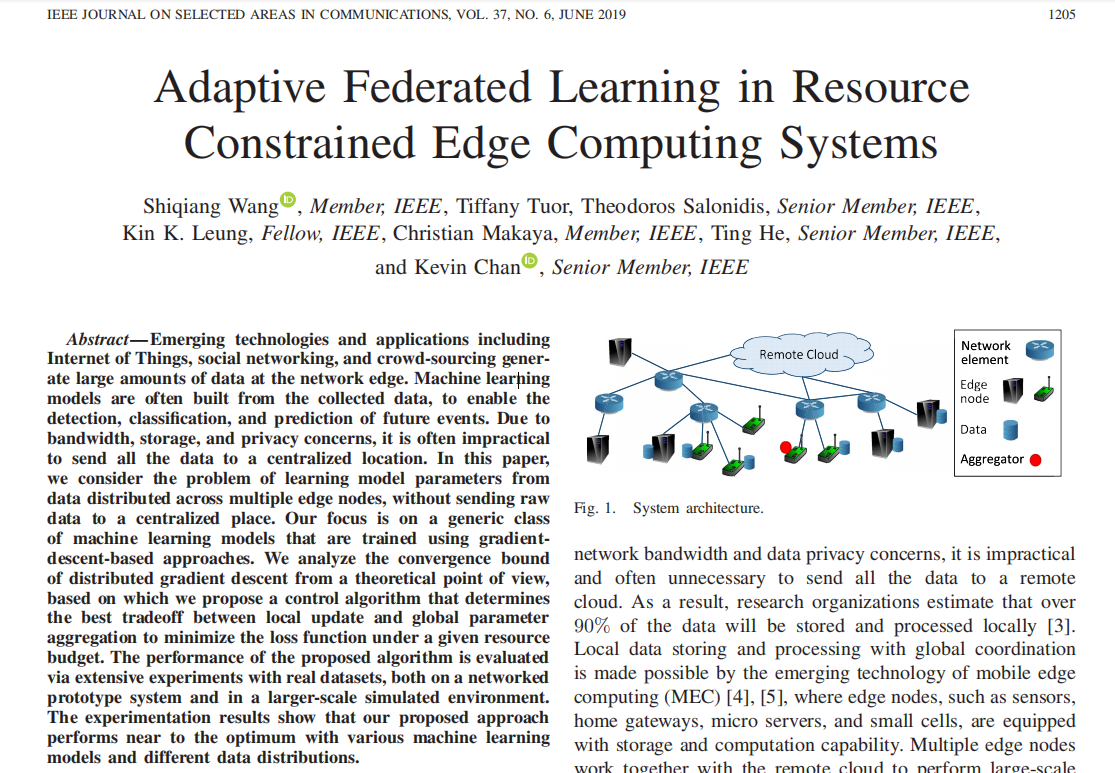 IEEE JOURNAL ON SELECTED AREAS IN COMMUNICATIONS, VOL. 37, NO. 6, JUNE 2019 1205
Adaptive Federated Learning in Resource
Constrained Edge Computing Systems
Shiqiang Wang iD, Member, IEEE, Tiffany Tuor, Theodoros Salonidis, Senior Member, IEEE,
Kin K. Leung, Fellow, IEEE, Christian Makaya, Member, IEEE, Ting He, Senior Member, IEEE,
and Kevin Chan iD, Senior Member, IEEE
Abstract—Emerging technologies and applications including
Internet of Things, social networking, and crowd-sourcing gener-
ate large amounts of data at the network edge. Machine learning
models are often built from the collected data, to enable the
detection, classification, and prediction of future events. Due to
bandwidth, storage, and privacy concerns, it is often impractical
to send all the data to a centralized location. In this paper,
we consider the problem of learning model parameters from
data distributed across multiple edge nodes, without sending raw
data to a centralized place. Our focus is on a generic class
of machine learning models that are trained using gradient-
descent-based approaches. We analyze the convergence bound
of distributed gradient descent from a theoretical point of view,
based on which we propose a control algorithm that determines
the best tradeoff between local update and global parameter
aggregation to minimize the loss function under a given resource
budget. The performance of the proposed algorithm is evaluated
via extensive experiments with real datasets, both on a networked
prototype system and in a larger-scale simulated environment.
The experimentation results show that our proposed approach
performs near to the optimum with various machine learning
models and different data distributions.
Remote Cloud
Network
element
Edge
node
Data
Aggregator
Fig. 1. System architecture.
network bandwidth and data privacy concerns, it is impractical
and often unnecessary to send all the data to a remote
cloud. As a result, research organizations estimate that over
90% of the data will be stored and processed locally [3].
Local data storing and processing with global coordination
is made possible by the emerging technology of mobile edge
computing (MEC) [4], [5], where edge nodes, such as sensors,
home gateways, micro servers, and small cells, are equipped
with storage and computation capability. Multiple edge nodes
work together with the remote cloud to perform large-scale